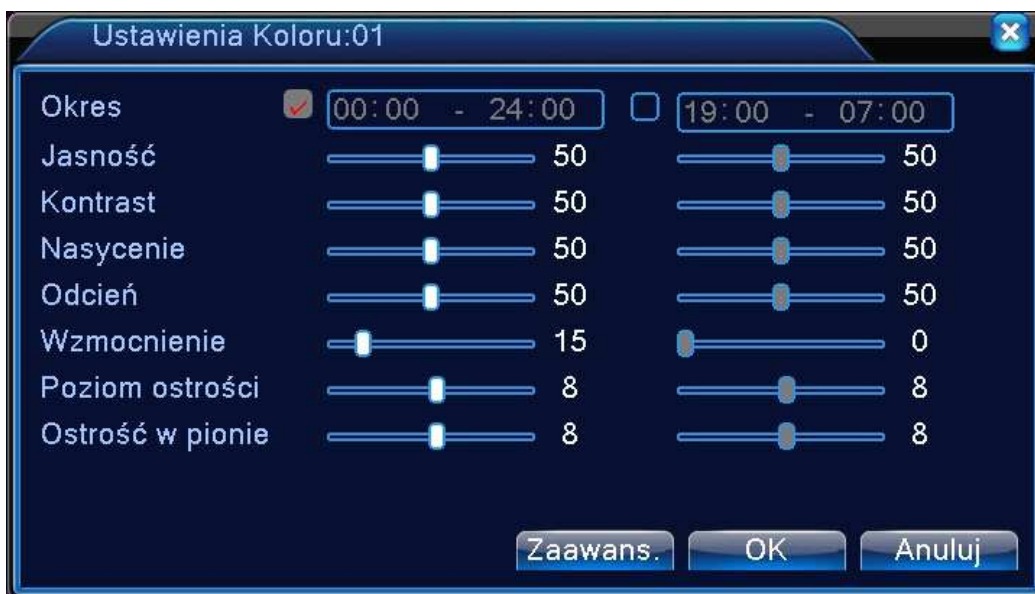 Ustawienia Koloru:01
Okres 00:00 - 24:00 19:00 - 07:00
Jasność 50 50
Kontrast 50 50
Nasycenie 50 50
Odcień 50 50
Wzmocnienie 15 0
Poziom ostrości 8 8
Ostrość w pionie 8 8
Zaawans. OK Anuluj